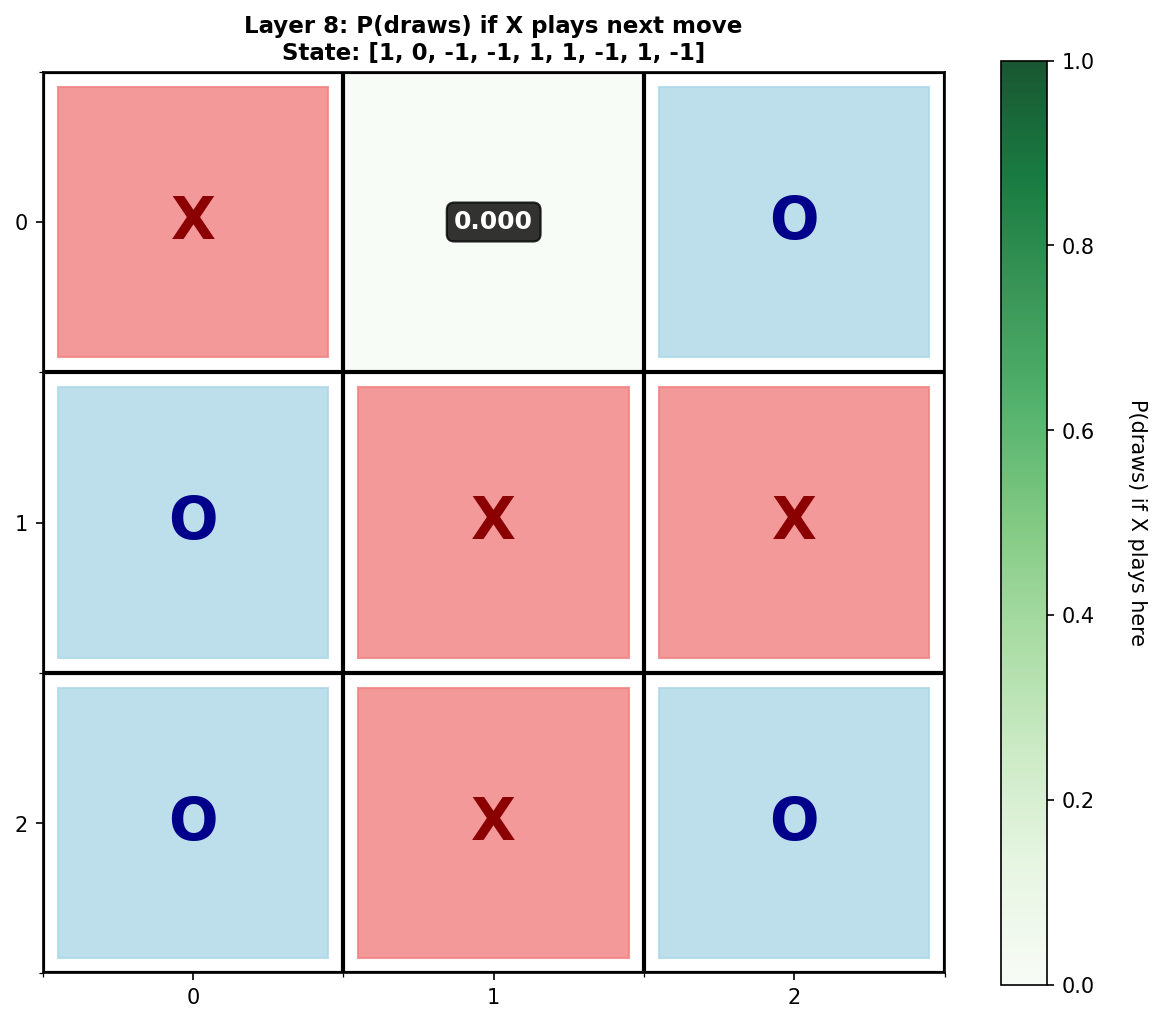 Layer 8: P(draws) if X plays next move
State: [1, 0, -1, -1, 1, 1, -1, 1, -1]
0
X
0.000
O
1
O
X
X
2
O
X
O
0
1
2
1.0
0.8
0.6
0.4
0.2
0.0
P(draws) if X plays here